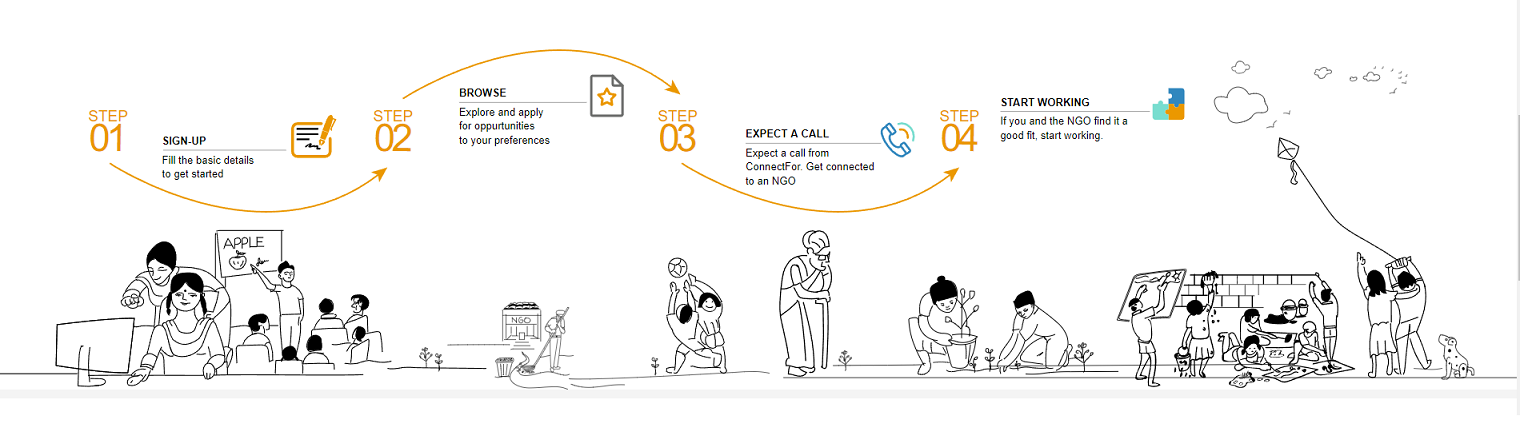 STEP
01
SIGN-UP
Fill the basic details
to get started
STEP
02
BROWSE
Explore and apply
for oppurtunities
to your preferences
STEP
03
EXPECT A CALL
Expect a call from
ConnectFor. Get connected
to an NGO
STEP
04
START WORKING
If you and the NGO find it a
good fit, start working.
APPLE
NGO